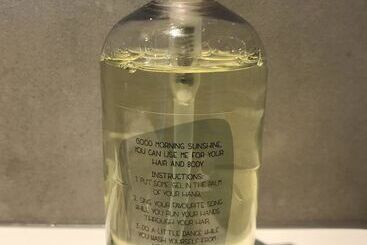 GOOD MORNING SUNSHINE,
YOU CAN USE ME FOR YOUR
HAIR AND BODY.
INSTRUCTIONS:
1. PUT SOME GEL IN THE PALM
OF YOUR HAND.
2. SING YOUR FAVOURITE SONG
WHILE YOU RUN YOUR HANDS
THROUGH YOUR HAIR.
3. DO A LITTLE DANCE WHILE
YOU WASH YOURSELF FROM